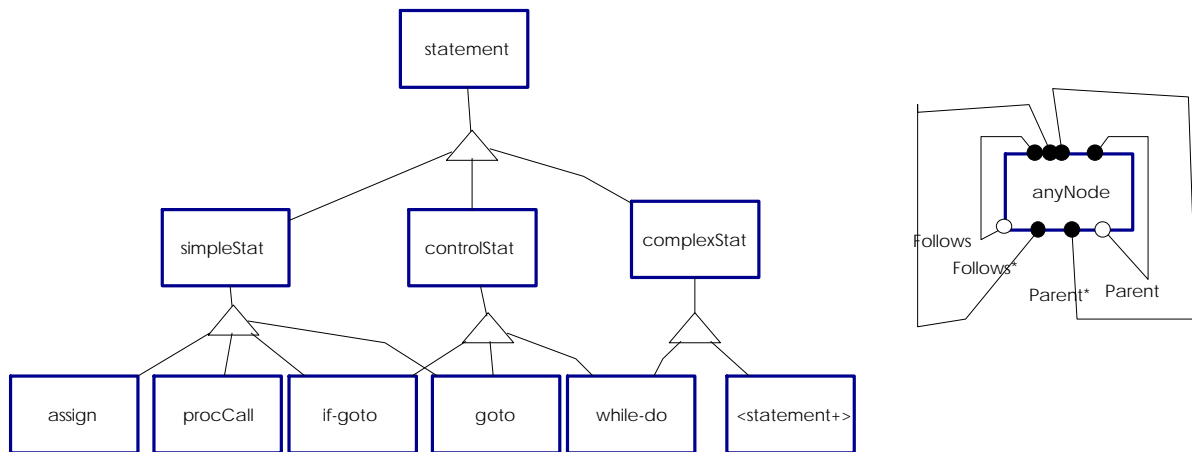 statement
simpleStat
controlStat
complexStat
assign
procCall
if-goto
goto
while-do
<statement+>
anyNode
Follows
Follows*
Parent*
Parent